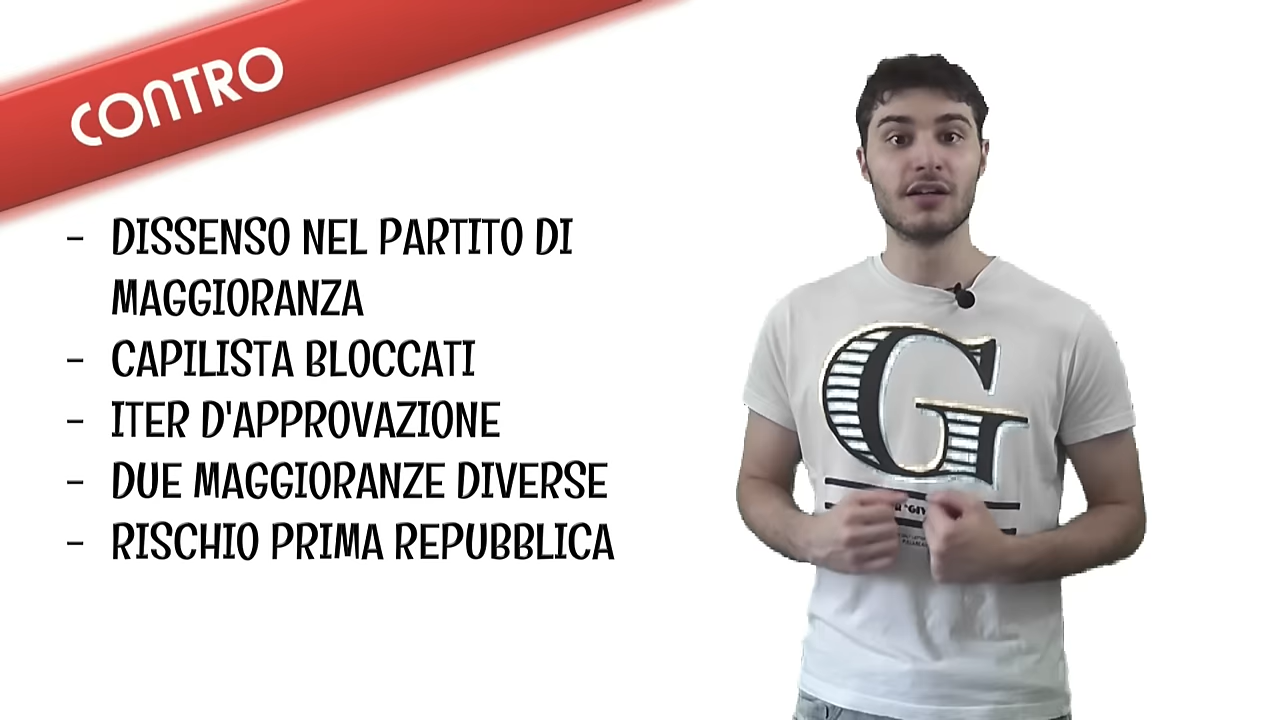 CONTRO
- DISSENSO NEL PARTITO DI
MAGGIORANZA
- CAPILISTA BLOCCATI
- ITER D'APPROVAZIONE
- DUE MAGGIORANZE DIVERSE
- RISCHIO PRIMA REPUBBLICA
G